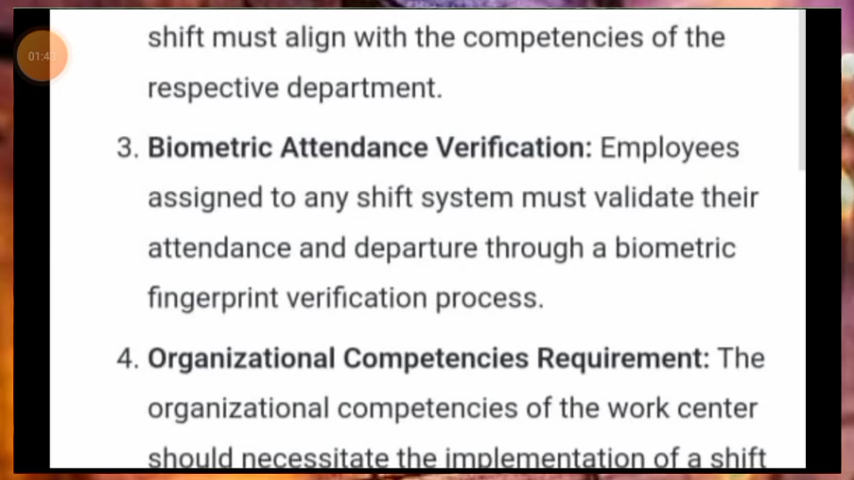 shift must align with the competencies of the
respective department.
3. Biometric Attendance Verification: Employees
assigned to any shift system must validate their
attendance and departure through a biometric
fingerprint verification process.
4. Organizational Competencies Requirement: The
organizational competencies of the work center
should necessitate the implementation of a shift